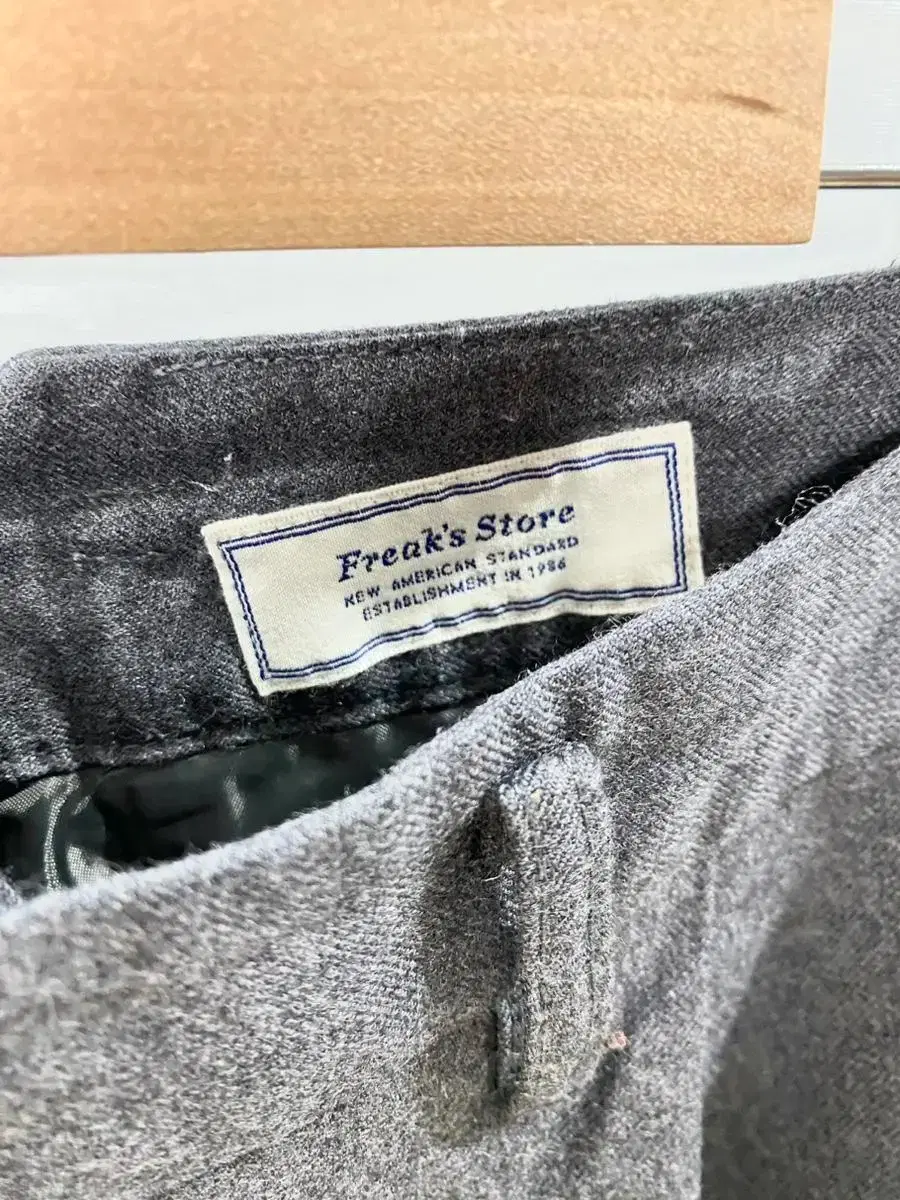 Freak's Store
NEW AMERICAN STANDARD
ESTABLISHMENT IN 1986